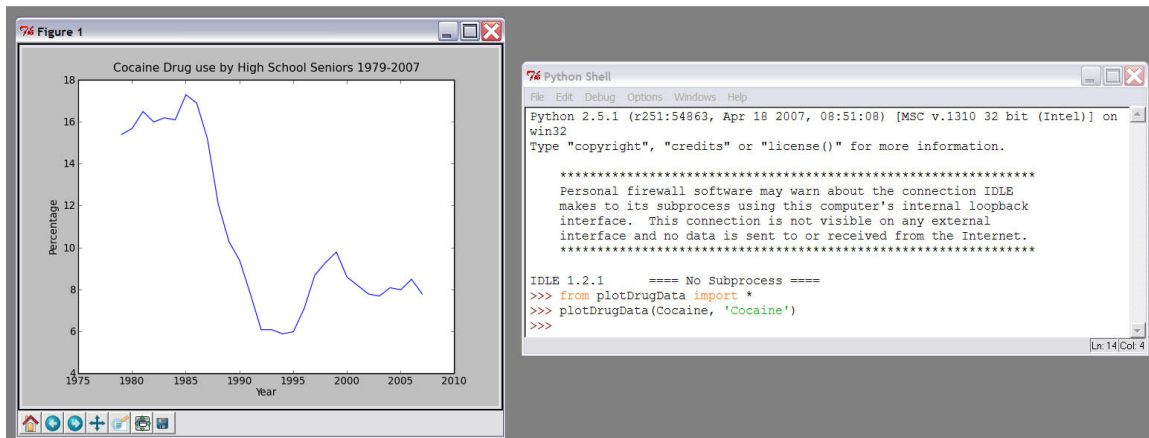 Figure 1
Cocaine Drug use by High School Seniors 1979-2007
18
16
14
12
10
8
6
4
Percentage
1975 1980 1985 1990 1995 2000 2005 2010
Year
Python Shell
File Edit Debug Options Windows Help
Python 2.5.1 (r251:54863, Apr 18 2007, 08:51:08) [MSC v.1310 32 bit (Intel)] on
win32
Type "copyright", "credits" or "license()" for more information.
****************************************************************
Personal firewall software may warn about the connection IDLE
makes to its subprocess using this computer's internal loopback
interface. This connection is not visible on any external
interface and no data is sent to or received from the Internet.
****************************************************************
IDLE 1.2.1 ==== No Subprocess ====
>>> from plotDrugData import *
>>> plotDrugData(Cocaine, 'Cocaine')
>>>
Ln: 14 Col: 4